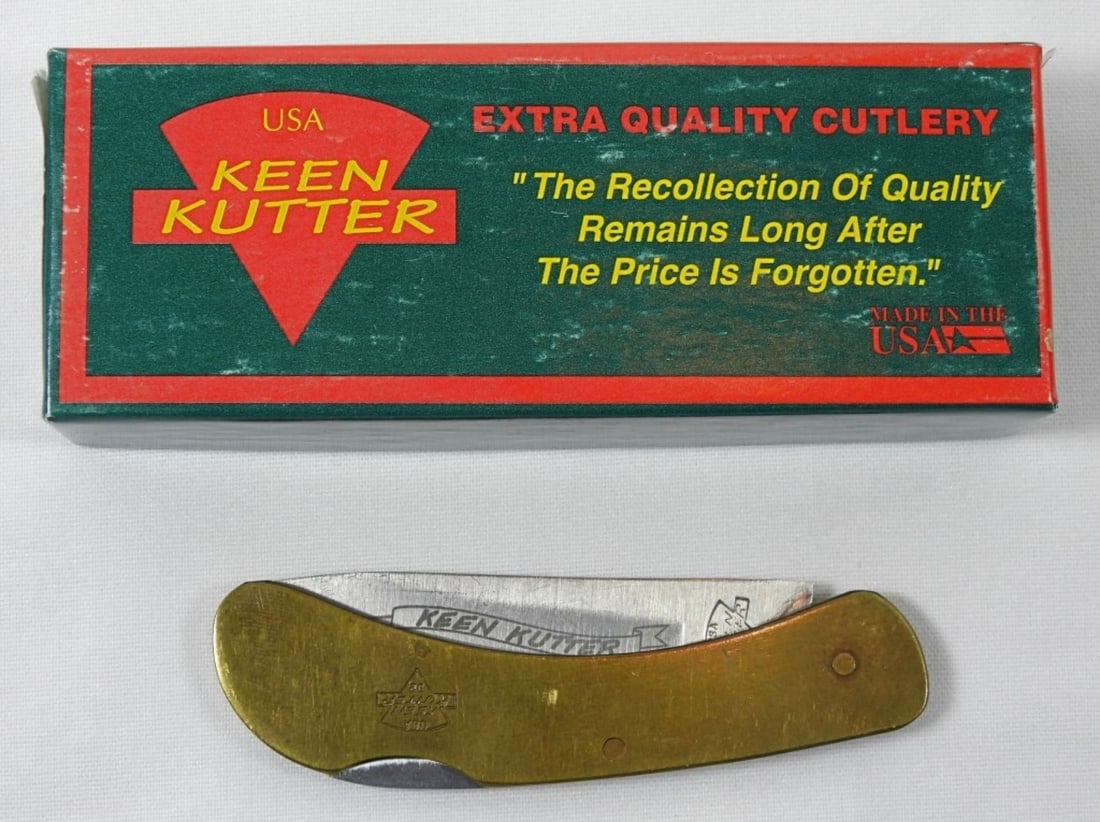 USA
KEEN
KUTTER
EXTRA QUALITY CUTLERY
"The Recollection Of Quality
Remains Long After
The Price Is Forgotten."
MADE IN THE
USA
KEEN KUTTER